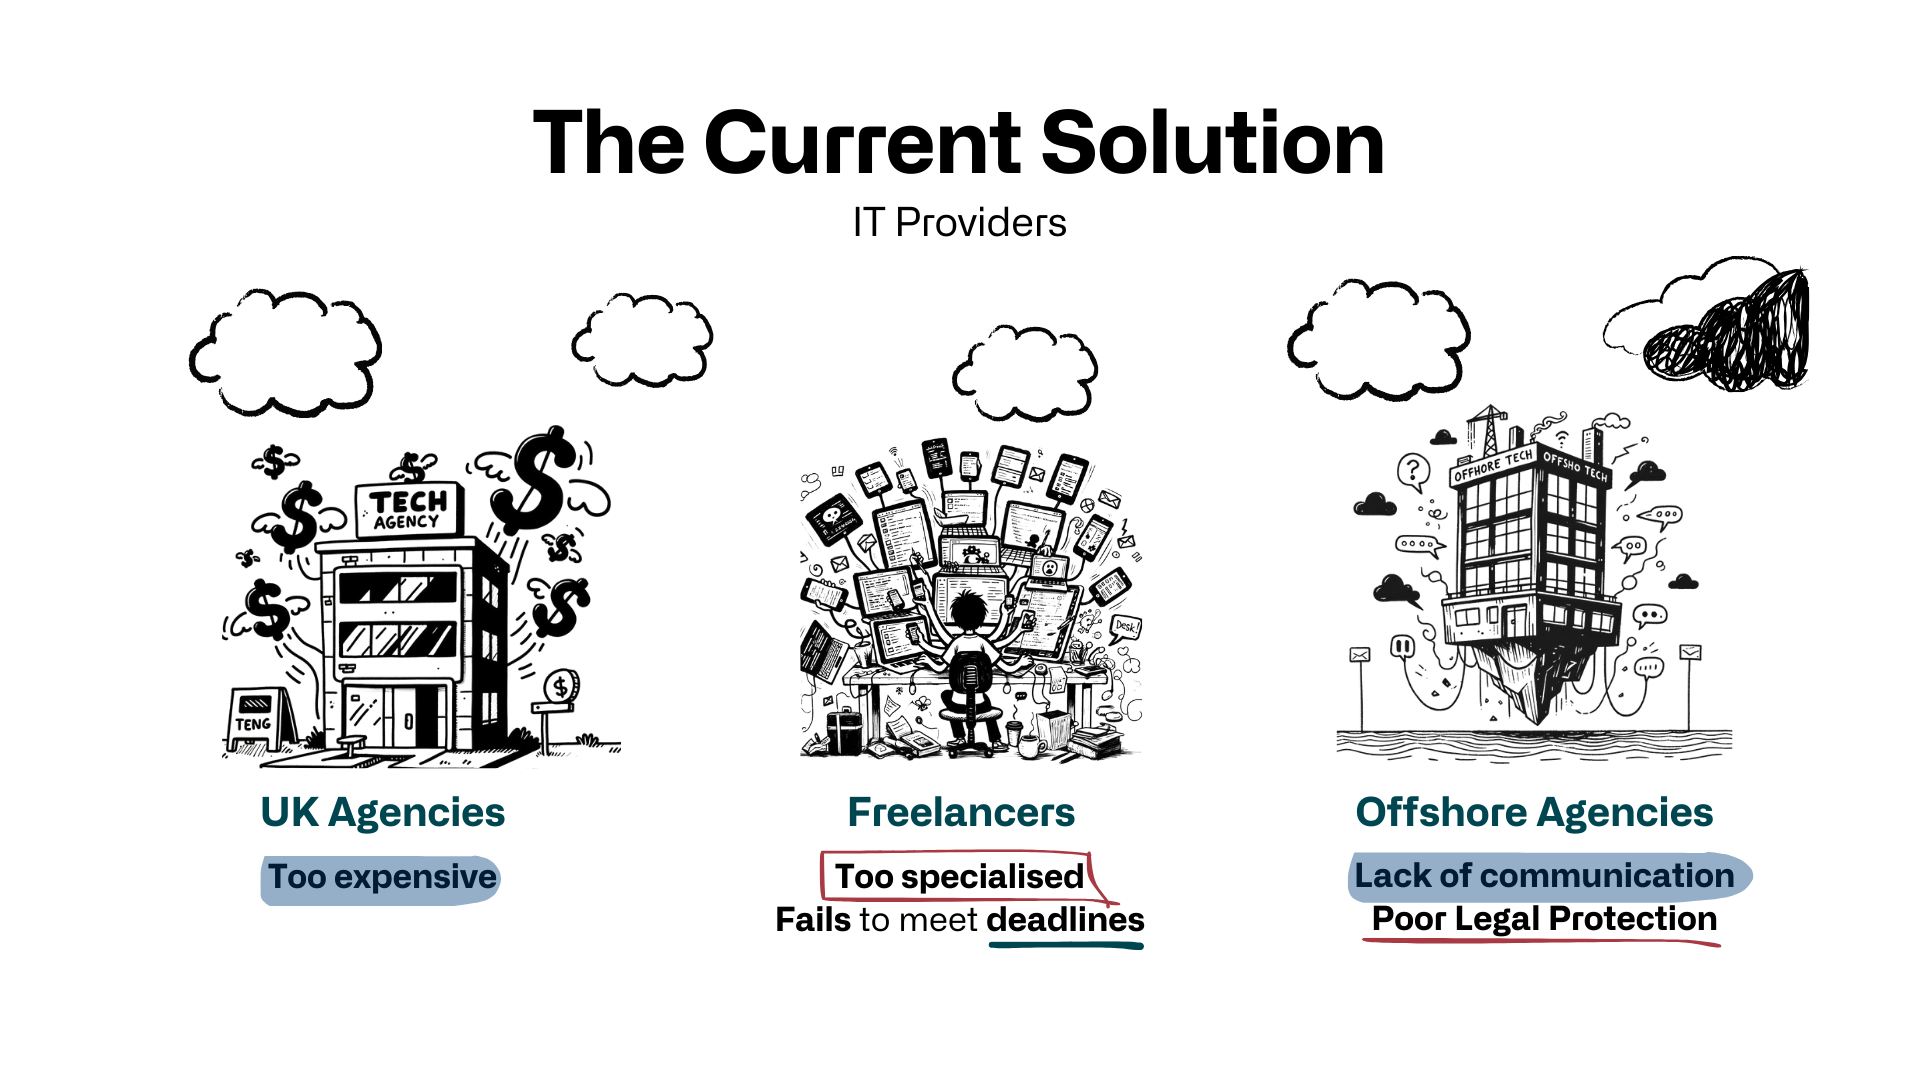 The Current Solution
IT Providers
TECH
AGENCY
TENG
$
Desk!
OFFHORE TECH OFFSHO TECH
?
UK Agencies
Too expensive
Freelancers
Too specialised
Fails to meet deadlines
Offshore Agencies
Lack of communication
Poor Legal Protection